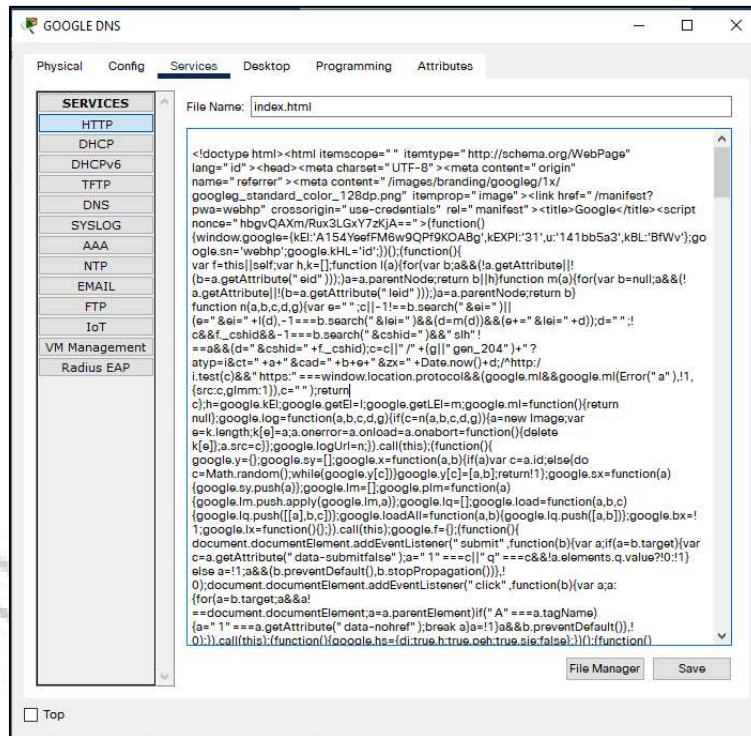 GOOGLE DNS
Physical Config Services Desktop Programming Attributes
SERVICES
HTTP
DHCP
DHCPv6
TFTP
DNS
SYSLOG
AAA
NTP
EMAIL
FTP
IoT
VM Management
Radius EAP
File Name: index.html
<!doctype html><html itemscope="" itemtype="http://schema.org/WebPage"
lang="id"><head><meta charset="UTF-8"><meta content="origin"
name="referrer"><meta content="/images/branding/googleg/1x/
googleg_standard_color_128dp.png" itemprop="image"><link href="/manifest?
pwa=webhp" crossorigin="use-credentials" rel="manifest"><title>Google</title><script
nonce="hbgvQAXm/Rux3LGxY7zKjA==">(function()
{window.google={kEI:'A154YeefFM6w9QPf9KOABg',kEXPI:'31',u:'141bb5a3',kBL:'BfWv'};go
ogle.sn='webhp';google.kHL='id';})();(function(){
var f=this||self;var h,k=[];function l(a){for(var b;a&&(!a.getAttribute||!
(b=a.getAttribute("eid")));)a=a.parentNode;return b||h}function m(a){for(var b=null;a&&(!
a.getAttribute||!(b=a.getAttribute("leid")));)a=a.parentNode;return b}
function n(a,b,c,d,g){var e="";c||-1!==b.search("&ei=")||
(e="&ei="+l(d),-1===b.search("&lei=")&&(d=m(d))&&(e+="&lei="+d));d="";!
c&&f._cshid&&-1===b.search("&cshid=")&&"slh"!
==a&&(d="&cshid="+f._cshid);c=c||"/"+(g||"gen_204")+"?
atyp=i&ct="+a+"&cad="+b+e+"&zx="+Date.now()+d;/^http:/
i.test(c)&&"https:"===window.location.protocol&&(google.ml&&google.ml(Error("a"),!1,
{src:c,glmm:1}),c="");return
c};h=google.kEI;google.getEI=l;google.getLEI=m;google.ml=function(){return
null};google.log=function(a,b,c,d,g){if(c=n(a,b,c,d,g)){a=new Image;var
e=k.length;k[e]=a;a.onerror=a.onload=a.onabort=function(){delete
k[e]};a.src=c}};google.logUrl=n;}).call(this);(function(){
google.y={};google.sy=[];google.x=function(a,b){if(a)var c=a.id;else{do
c=Math.random();while(google.y[c])}google.y[c]=[a,b];return!1};google.sx=function(a)
{google.sy.push(a)};google.lm=[];google.plm=function(a)
{google.lm.push.apply(google.lm,a)};google.lq=[];google.load=function(a,b,c)
{google.lq.push([[a],b,c])};google.loadAll=function(a,b){google.lq.push([a,b])};google.bx=!
1;google.lx=function(){};}).call(this);google.f={};(function(){
document.documentElement.addEventListener("submit",function(b){var a;if(a=b.target){var
c=a.getAttribute("data-submitfalse");a="1"===c||"q"===c&&!a.elements.q.value?!0:!1}
else a=!1;a&&(b.preventDefault(),b.stopPropagation())},!
0);document.documentElement.addEventListener("click",function(b){var a;a:
{for(a=b.target;a&&a!
==document.documentElement;a=a.parentElement)if("A"===a.tagName)
{a="1"===a.getAttribute("data-nohref");break a}a=!1}a&&b.preventDefault()},!
0);}).call(this);(function(){google.hs={di:true,h:true,peh:true,sie:false};})();(function()
File Manager Save
Top